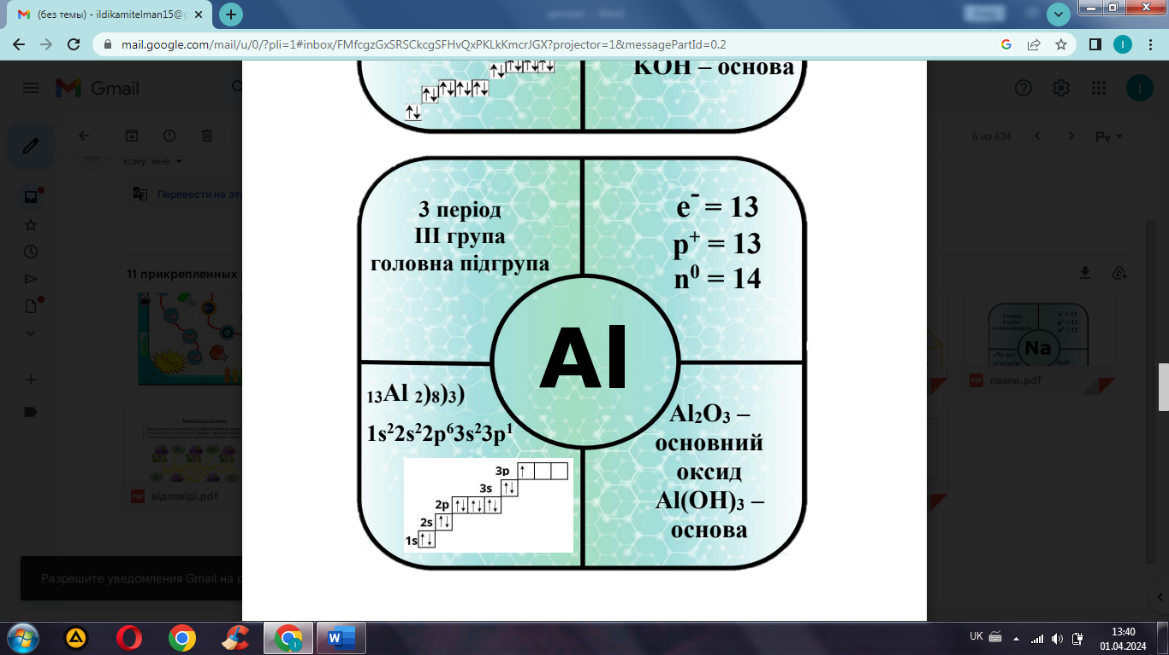 (без темы) - ildikamitelman15@g
mail.google.com/mail/u/0/?pli=1#inbox/FMfcgzGxSRSCkcgSFHvQxPKLkKmcrJGX?projector=1&messagePartId=0.2
Gmail
6 из 634
Ру
кому: мне
Перевести на
11 прикрепленных
КОН – основа
3 період
ІІІ група
головна підгрупа
e⁻ = 13
p⁺ = 13
n⁰ = 14
Al
₁₃Al ₂)₈)₃)
1s²2s²2p⁶3s²3p¹
3p
3s
2p
2s
1s
Al₂O₃ –
основний
оксид
Al(OH)₃ –
основа
Na
пазли.pdf
відповіді.pdf
Разрешите уведомления Gmail на
UK
13:40
01.04.2024